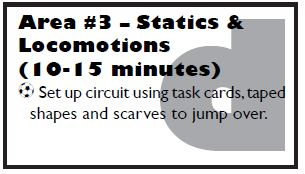 Area #3 – Statics &
Locomotions
(10-15 minutes)
Set up circuit using task cards, taped
shapes and scarves to jump over.
d